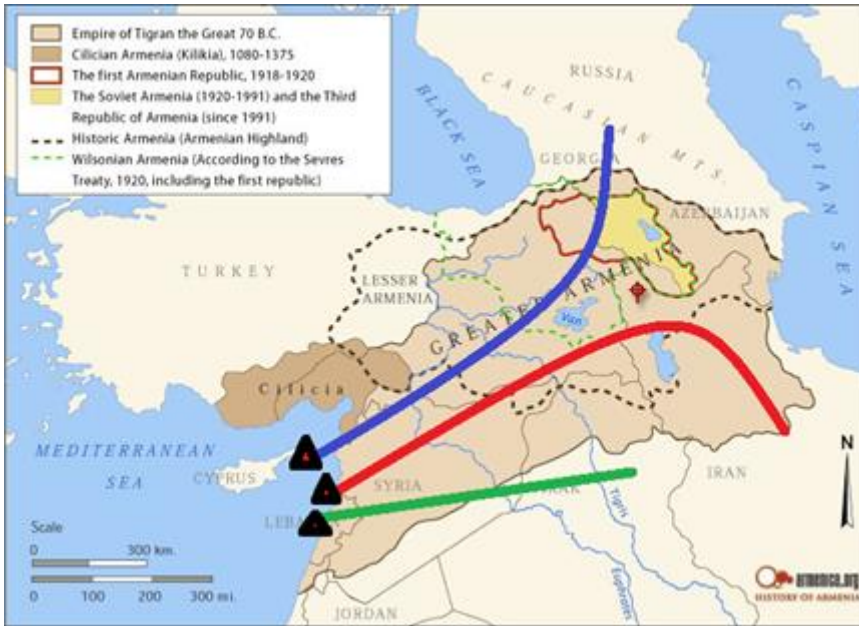 Empire of Tigran the Great 70 B.C.
Cilician Armenia (Kilikia), 1080-1375
The first Armenian Republic, 1918-1920
The Soviet Armenia (1920-1991) and the Third
Republic of Armenia (since 1991)
Historic Armenia (Armenian Highland)
Wilsonian Armenia (According to the Sevres
Treaty, 1920, including the first republic)
RUSSIA
CAUCASIAN MTS.
BLACK SEA
CASPIAN SEA
GEORGIA
AZERBAIJAN
TURKEY
LESSER
ARMENIA
GREATER ARMENIA
Van
Cilicia
MEDITERRANEAN
SEA
CYPRUS
SYRIA
IRAN
N
Tigris
Euphrates
JORDAN
Scale
0 300 km.
0 100 200 300 mi.
armenica.org
HISTORY OF ARMENIA